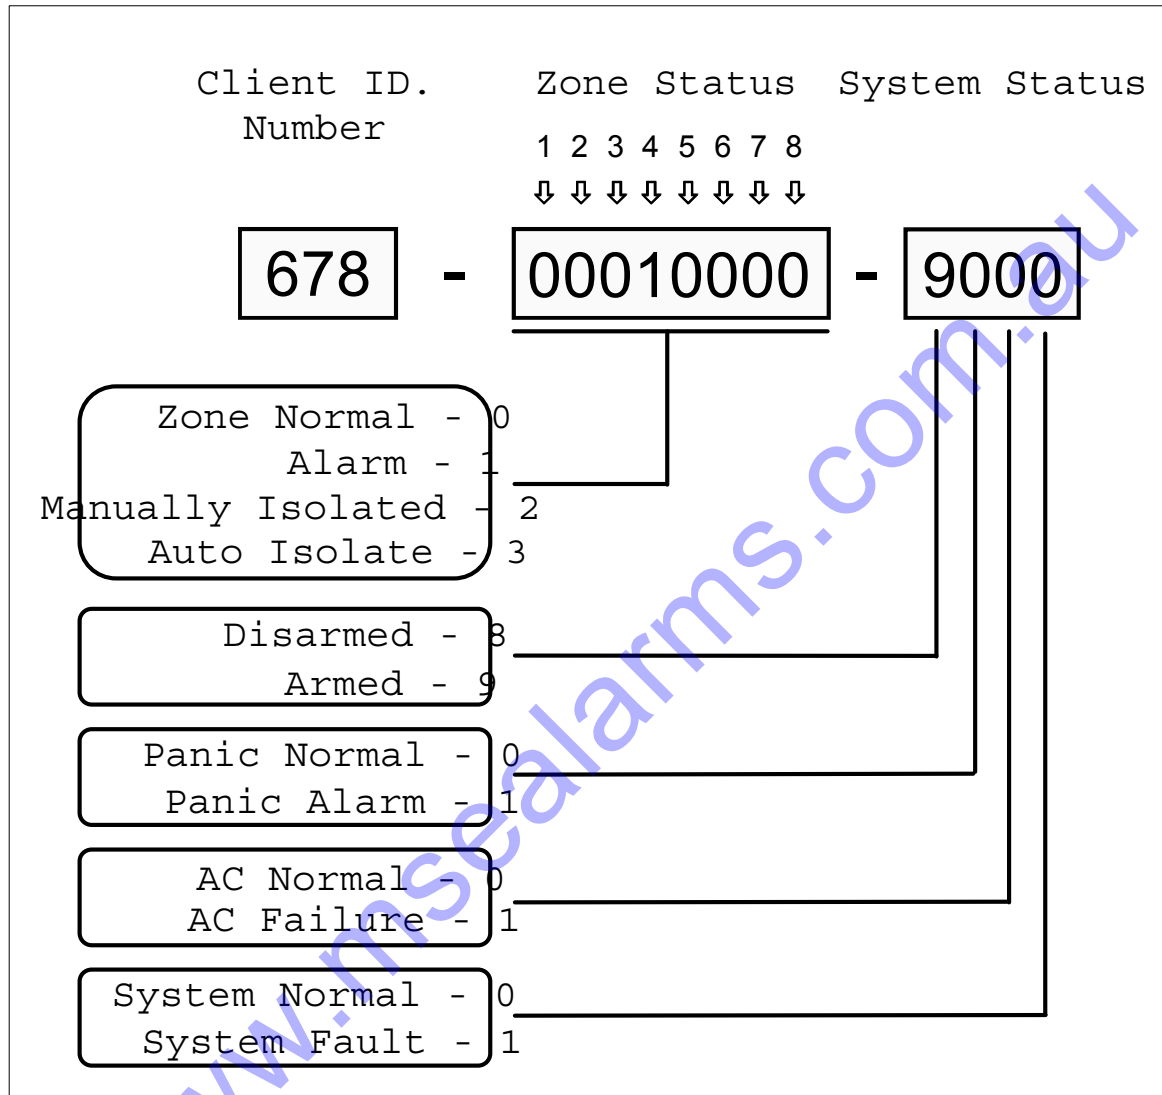 Client ID. Zone Status System Status
Number
1 2 3 4 5 6 7 8
678 - 00010000 - 9000
Zone Normal - 0
Alarm - 1
Manually Isolated - 2
Auto Isolate - 3
Disarmed - 8
Armed - 9
Panic Normal - 0
Panic Alarm - 1
AC Normal - 0
AC Failure - 1
System Normal - 0
System Fault - 1
www.msealarms.com.au